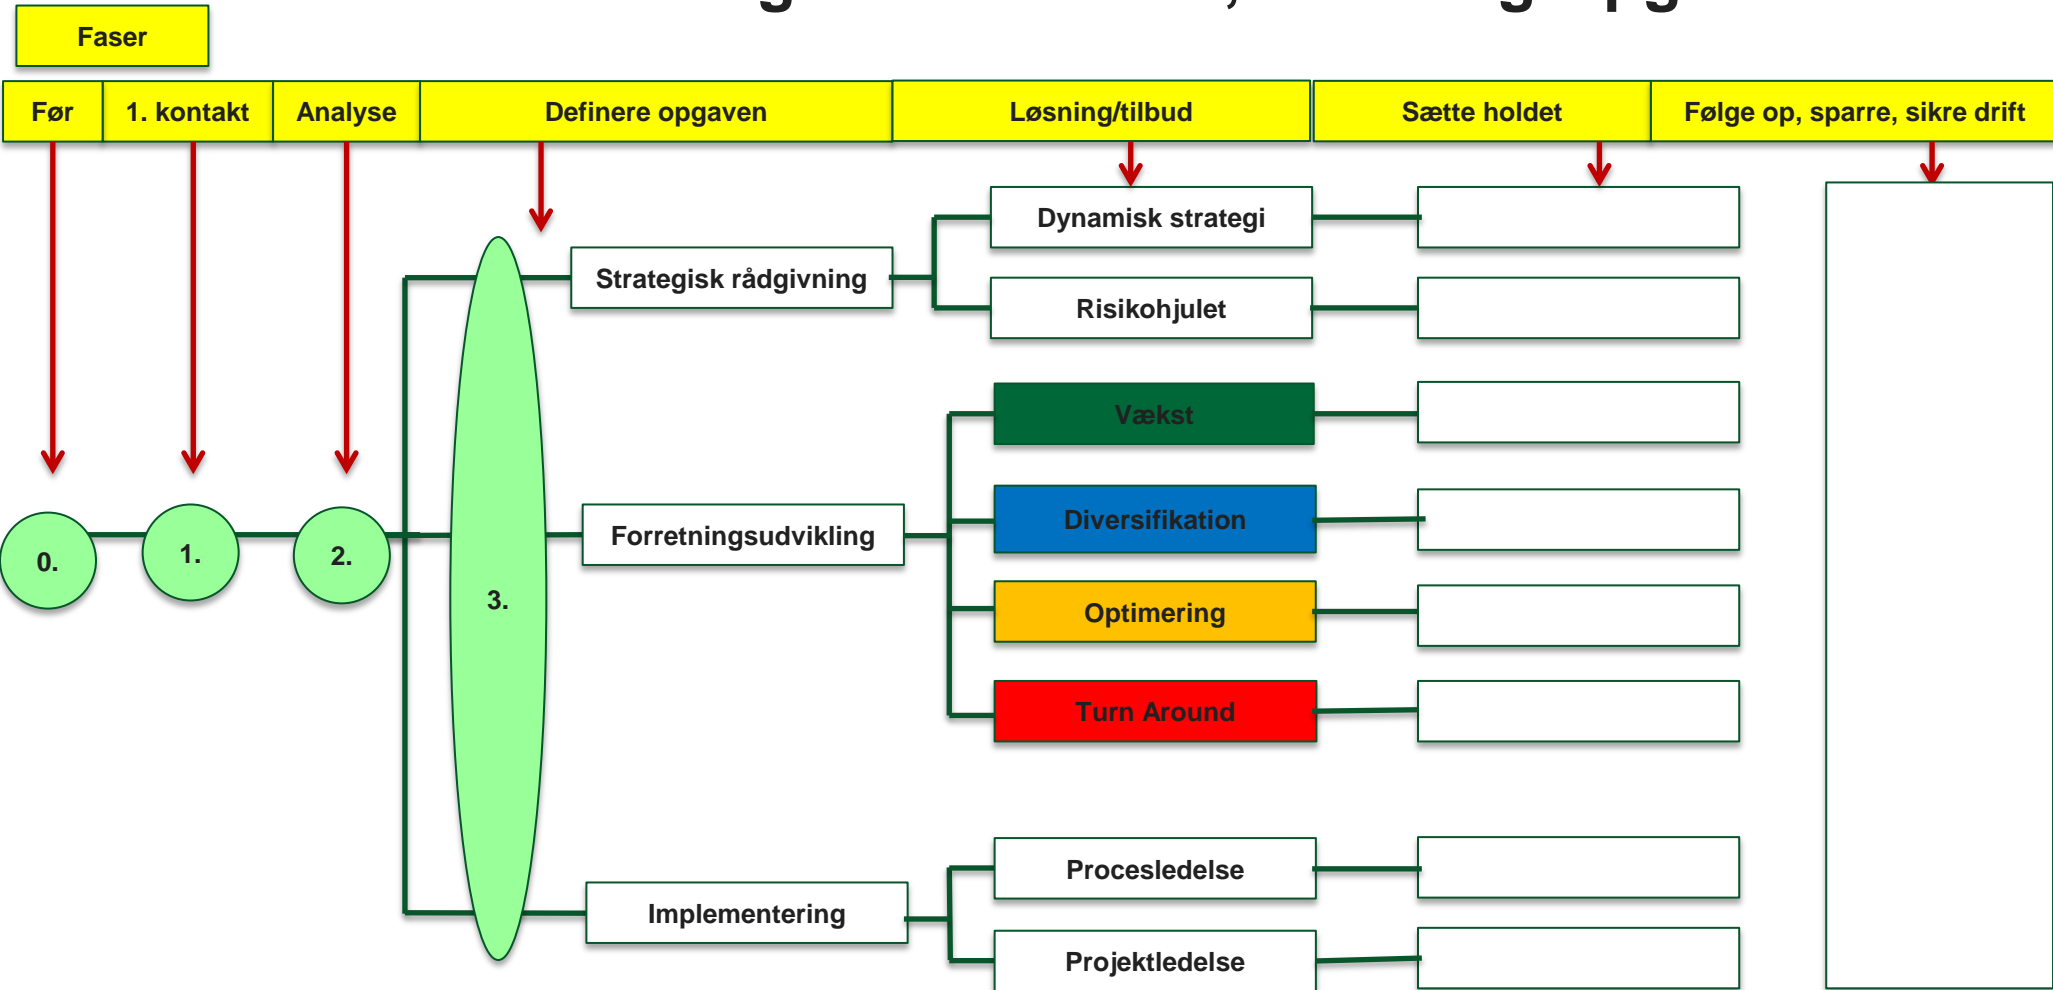 Faser
Før
1. kontakt
Analyse
Definere opgaven
Løsning/tilbud
Sætte holdet
Følge op, sparre, sikre drift
Dynamisk strategi
Strategisk rådgivning
Risikohjulet
Vækst
Diversifikation
Forretningsudvikling
0.
1.
2.
3.
Optimering
Turn Around
Procesledelse
Implementering
Projektledelse